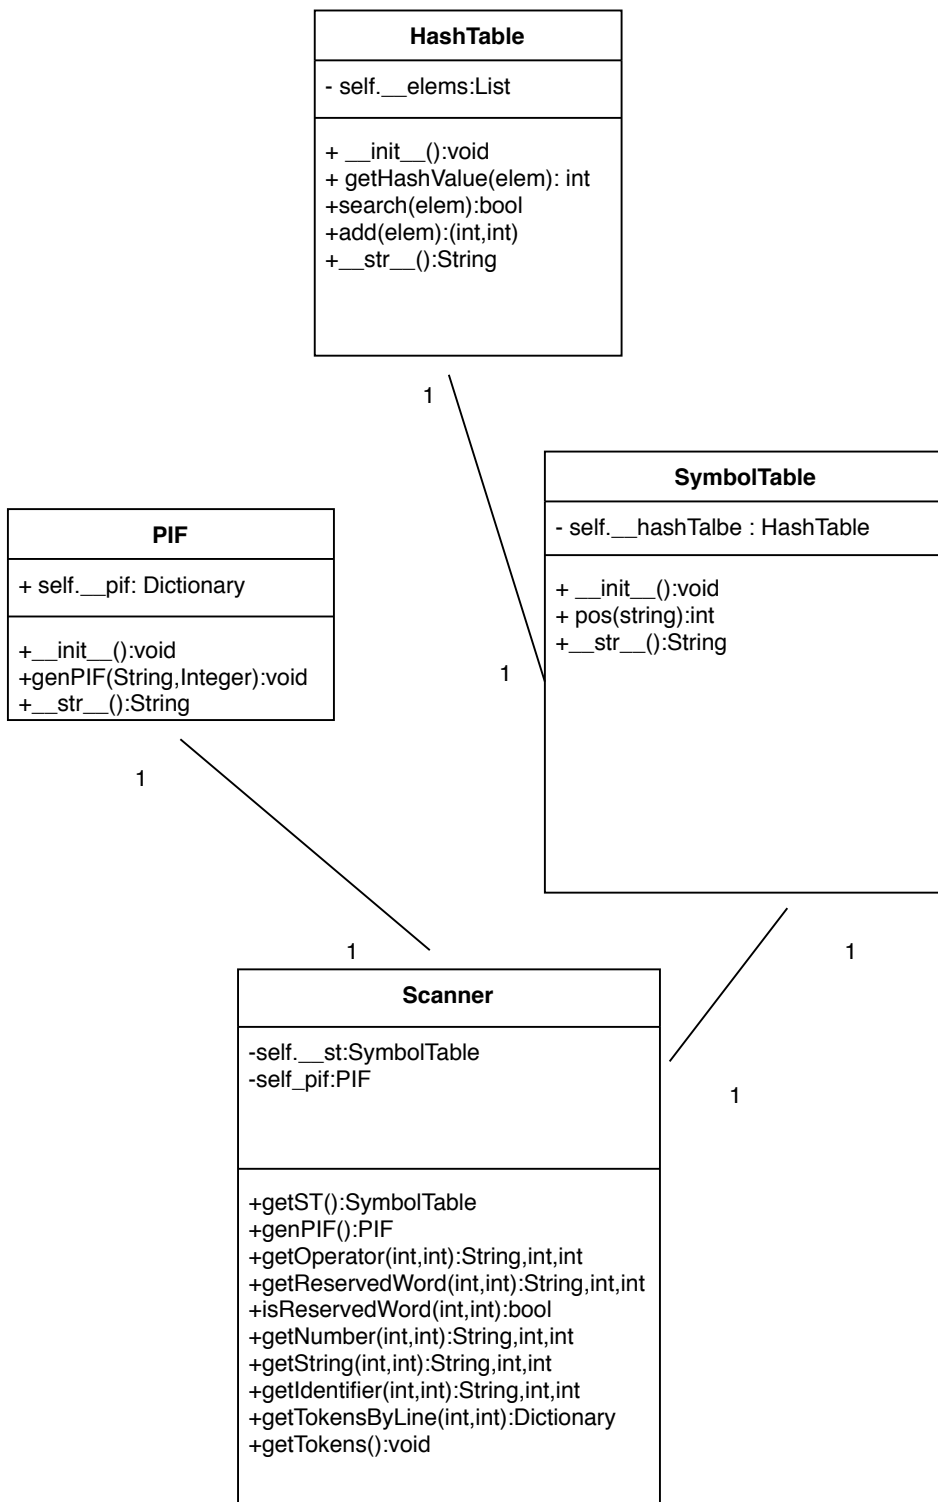 HashTable
- self.__elems:List
+ __init__():void
+ getHashValue(elem): int
+search(elem):bool
+add(elem):(int,int)
+__str__():String
1
SymbolTable
- self.__hashTalbe : HashTable
+ __init__():void
+ pos(string):int
+__str__():String
1
PIF
+ self.__pif: Dictionary
+__init__():void
+genPIF(String,Integer):void
+__str__():String
1
1
1
1
Scanner
-self.__st:SymbolTable
-self_pif:PIF
+getST():SymbolTable
+genPIF():PIF
+getOperator(int,int):String,int,int
+getReservedWord(int,int):String,int,int
+isReservedWord(int,int):bool
+getNumber(int,int):String,int,int
+getString(int,int):String,int,int
+getIdentifier(int,int):String,int,int
+getTokensByLine(int,int):Dictionary
+getTokens():void